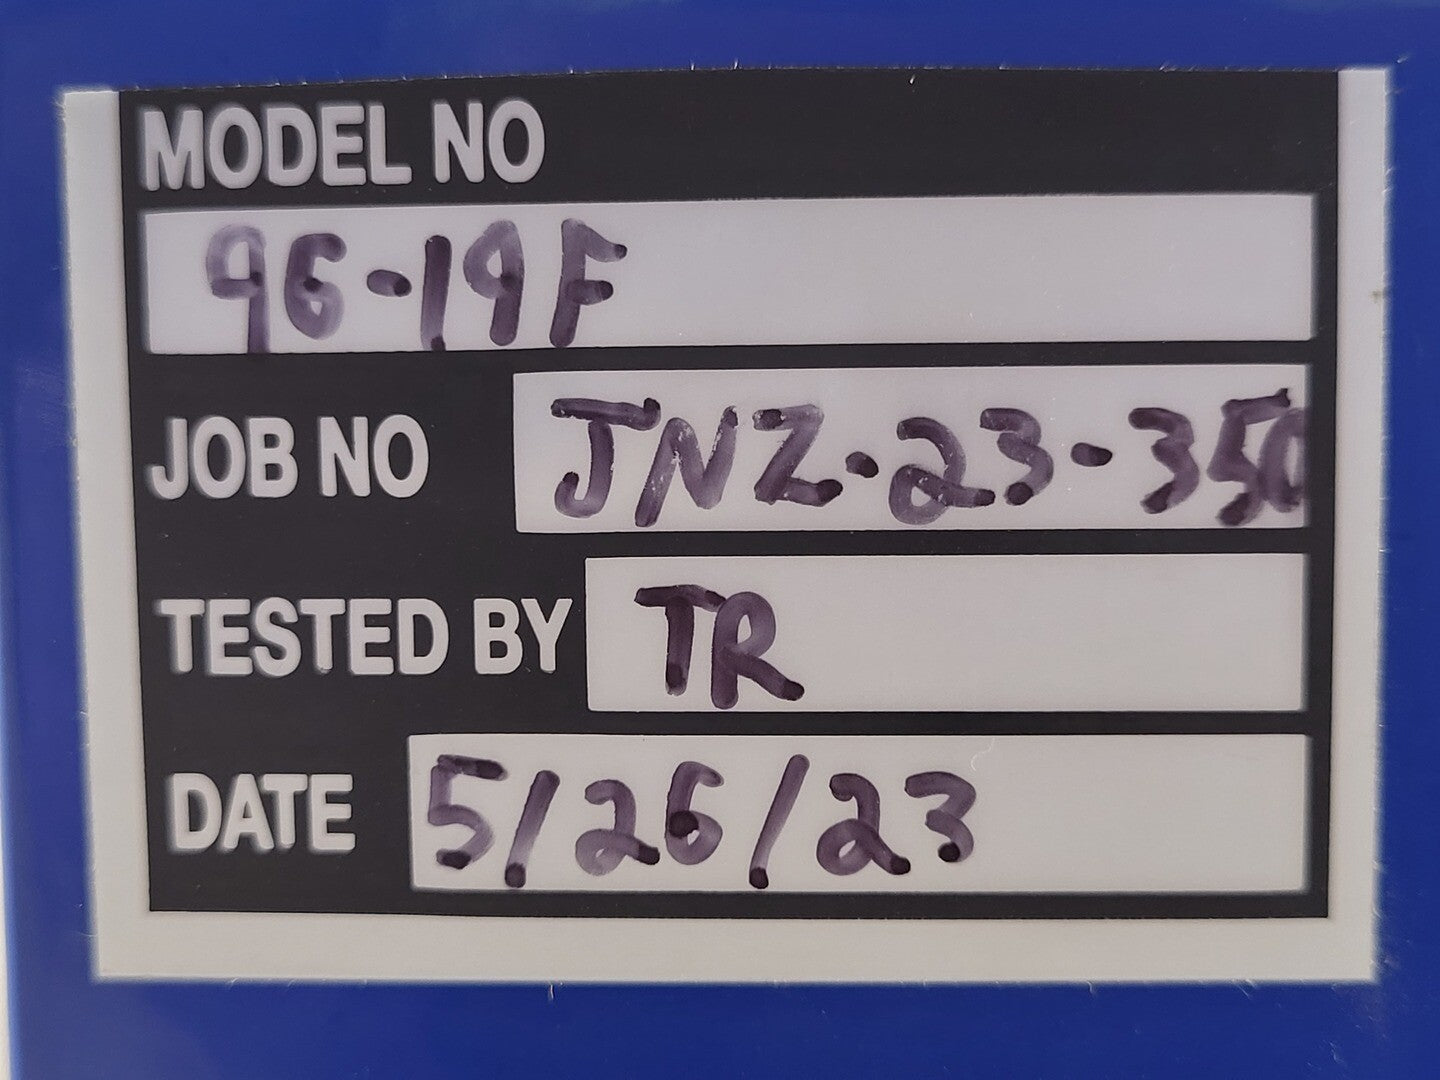 MODEL NO
96-19F
JOB NO JNZ-23-350
TESTED BY TR
DATE 5/26/23